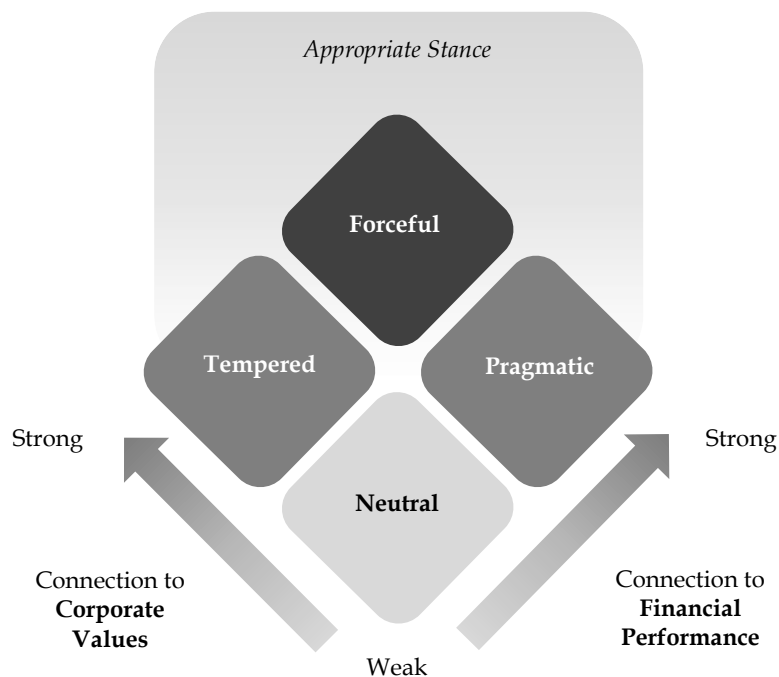 Appropriate Stance
Forceful
Tempered
Pragmatic
Strong
Strong
Neutral
Connection to
Corporate
Values
Connection to
Financial
Performance
Weak